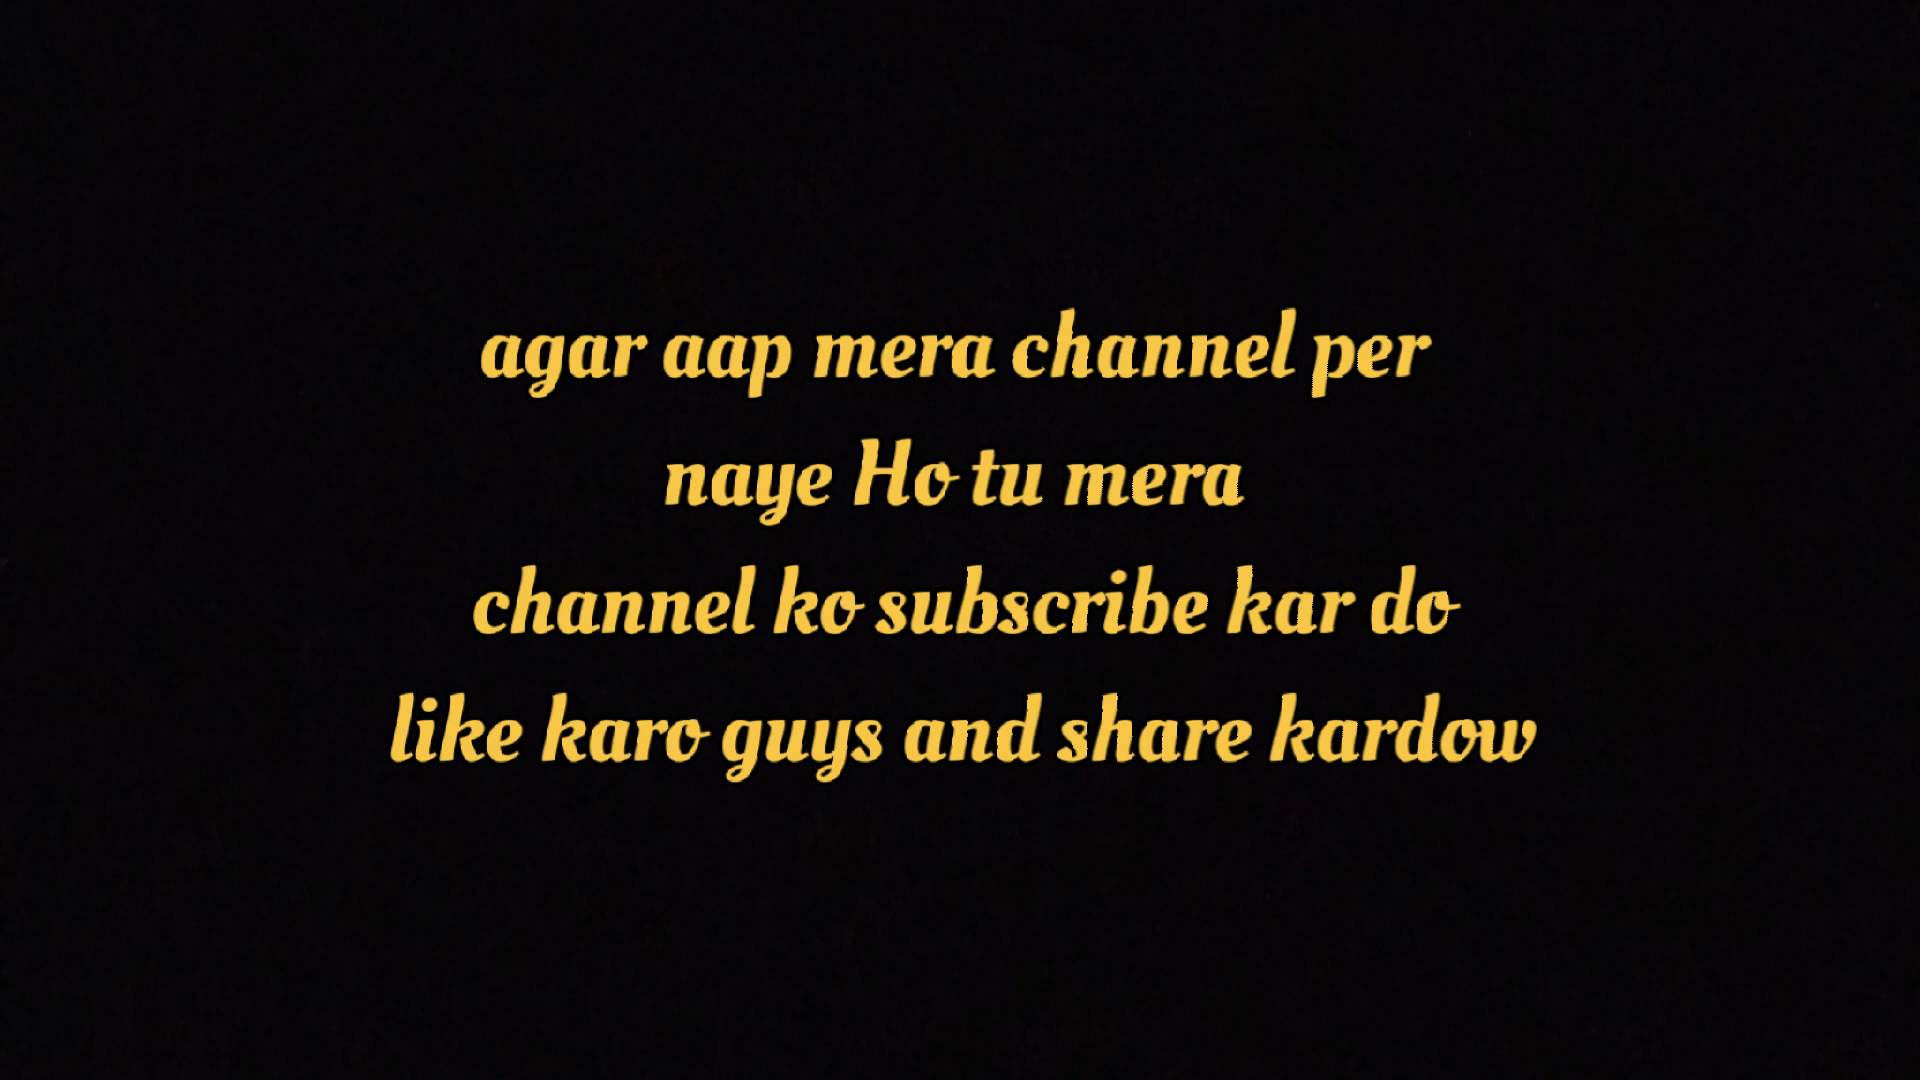 agar aap mera channel per
naye Ho tu mera
channel ko subscribe kar do
like karo guys and share kardow